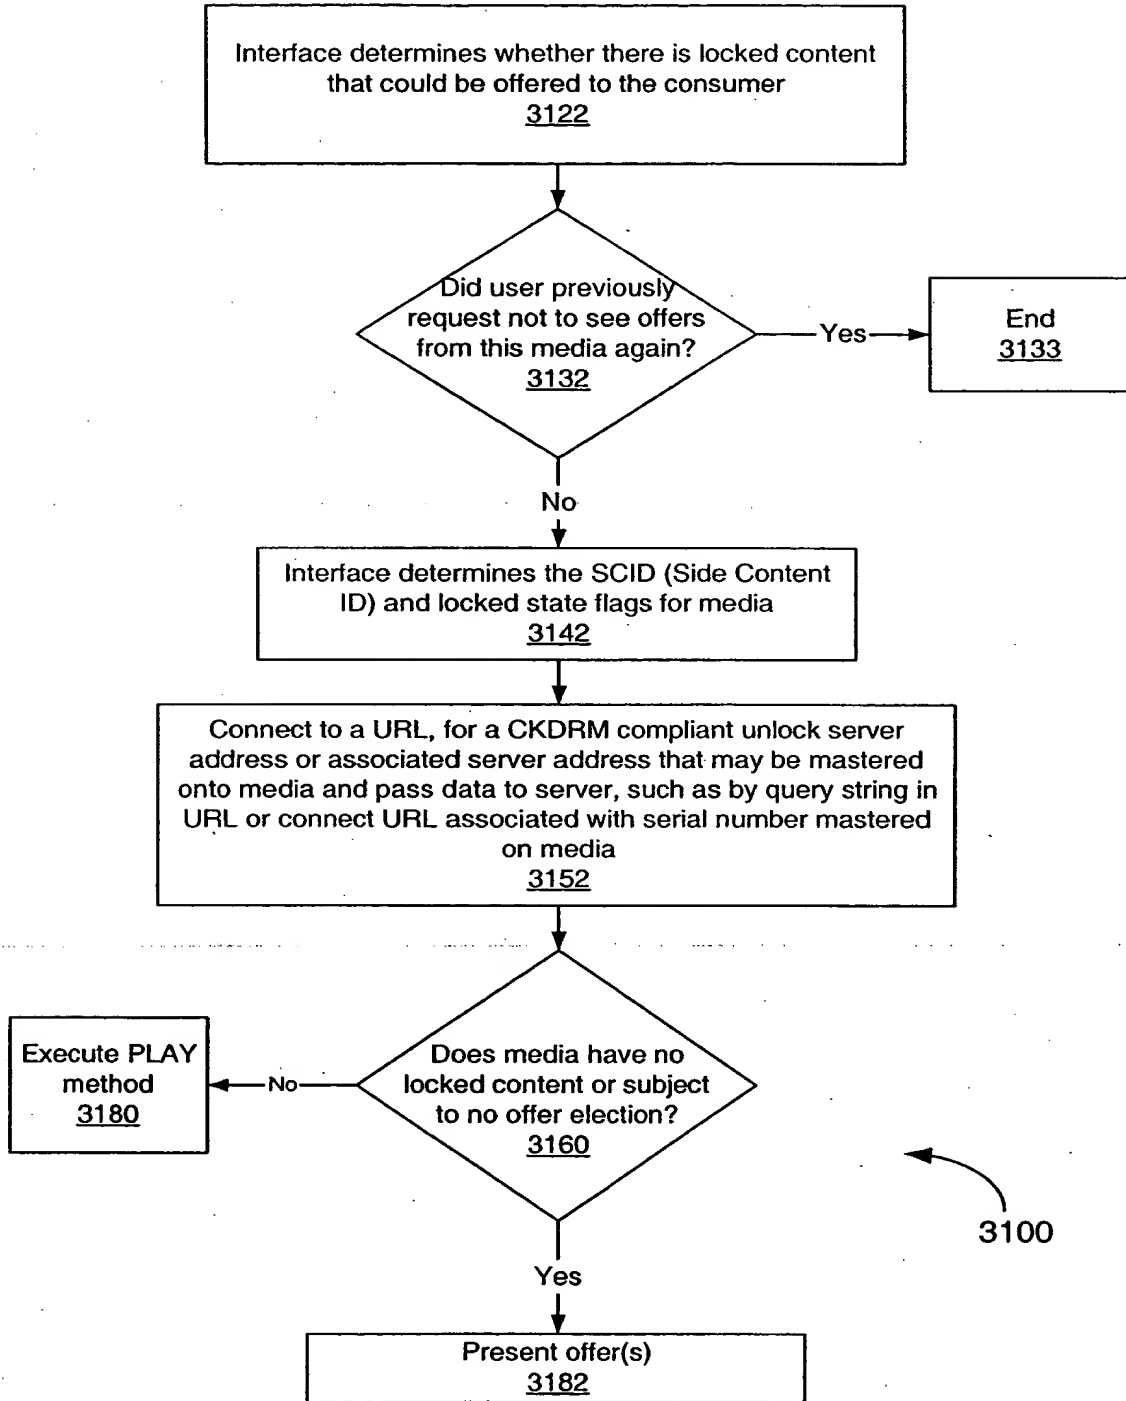 Interface determines whether there is locked content
that could be offered to the consumer
3122
Did user previously
request not to see offers
from this media again?
3132
Yes
End
3133
No
Interface determines the SCID (Side Content
ID) and locked state flags for media
3142
Connect to a URL, for a CKDRM compliant unlock server
address or associated server address that may be mastered
onto media and pass data to server, such as by query string in
URL or connect URL associated with serial number mastered
on media
3152
Execute PLAY
method
3180
No
Does media have no
locked content or subject
to no offer election?
3160
3100
Yes
Present offer(s)
3182